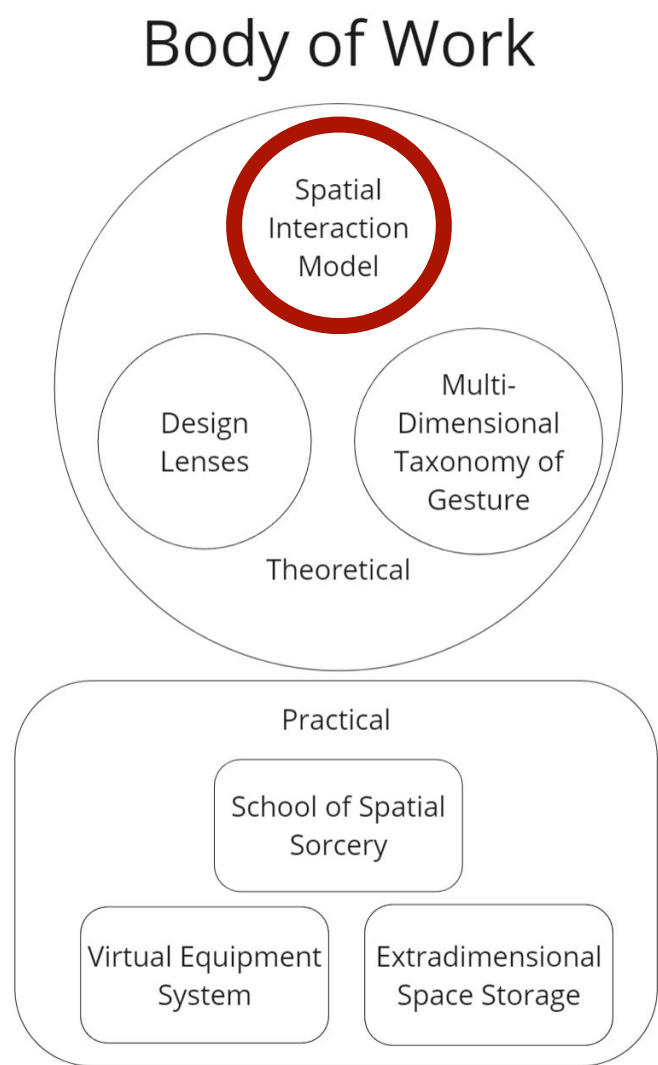 Body of Work
Spatial
Interaction
Model
Design
Lenses
Multi-
Dimensional
Taxonomy of
Gesture
Theoretical
Practical
School of Spatial
Sorcery
Virtual Equipment
System
Extradimensional
Space Storage